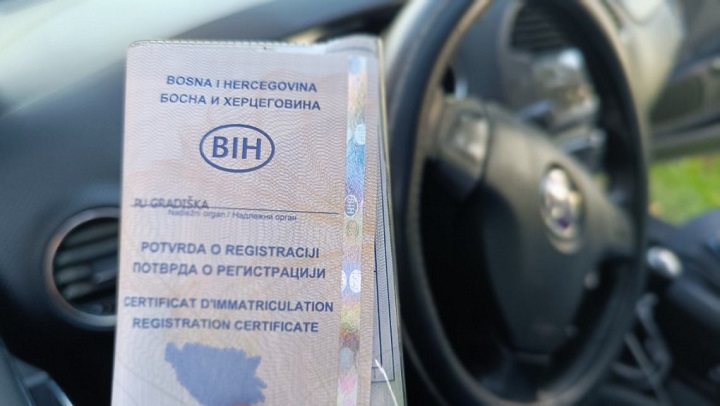 BOSNA I HERCEGOVINA
БОСНА И ХЕРЦЕГОВИНА
BIH
PU GRADIŠKA
Nadležni organ / Надлежни орган
POTVRDA O REGISTRACIJI
ПОТВРДА О РЕГИСТРАЦИЈИ
CERTIFICAT D'IMMATRICULATION
REGISTRATION CERTIFICATE